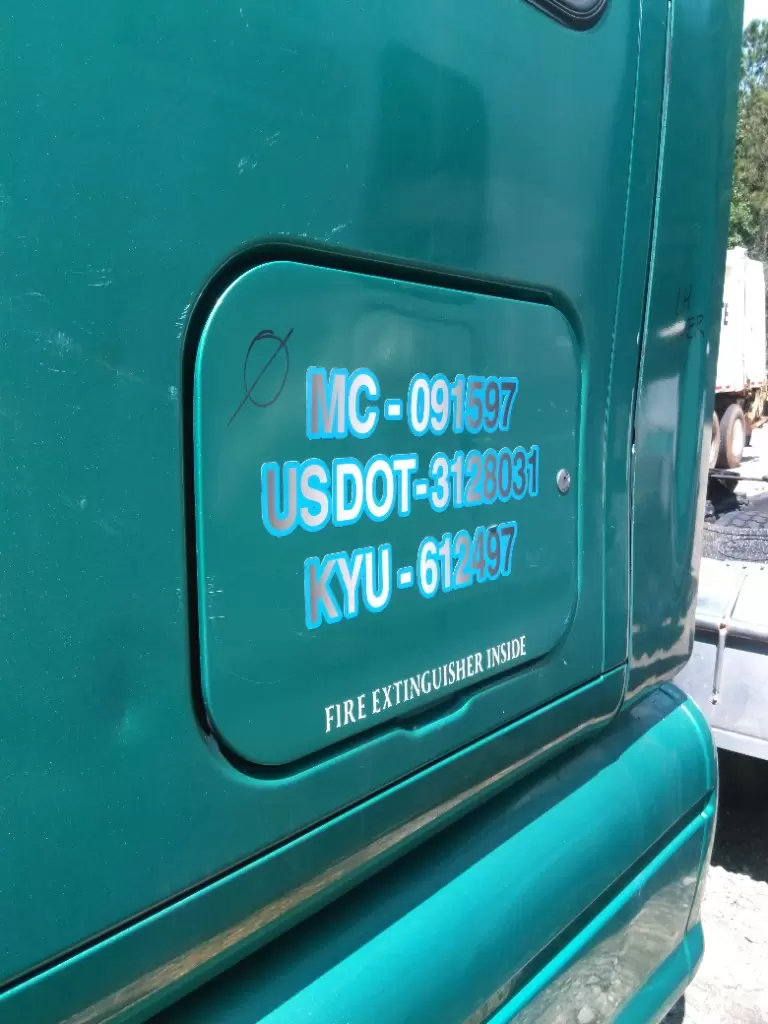 MC - 091597
USDOT-3128031
KYU - 612497
FIRE EXTINGUISHER INSIDE